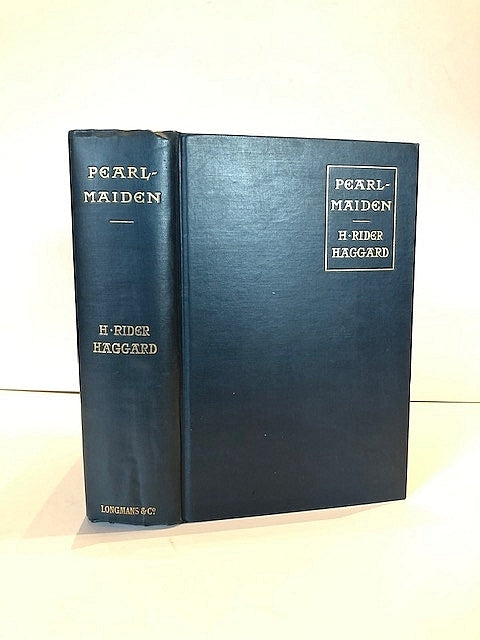 PEARL-
MAIDEN
H·RIDER
HAGGARD
LONGMANS & Cº
PEARL-
MAIDEN
H·RIDER
HAGGARD